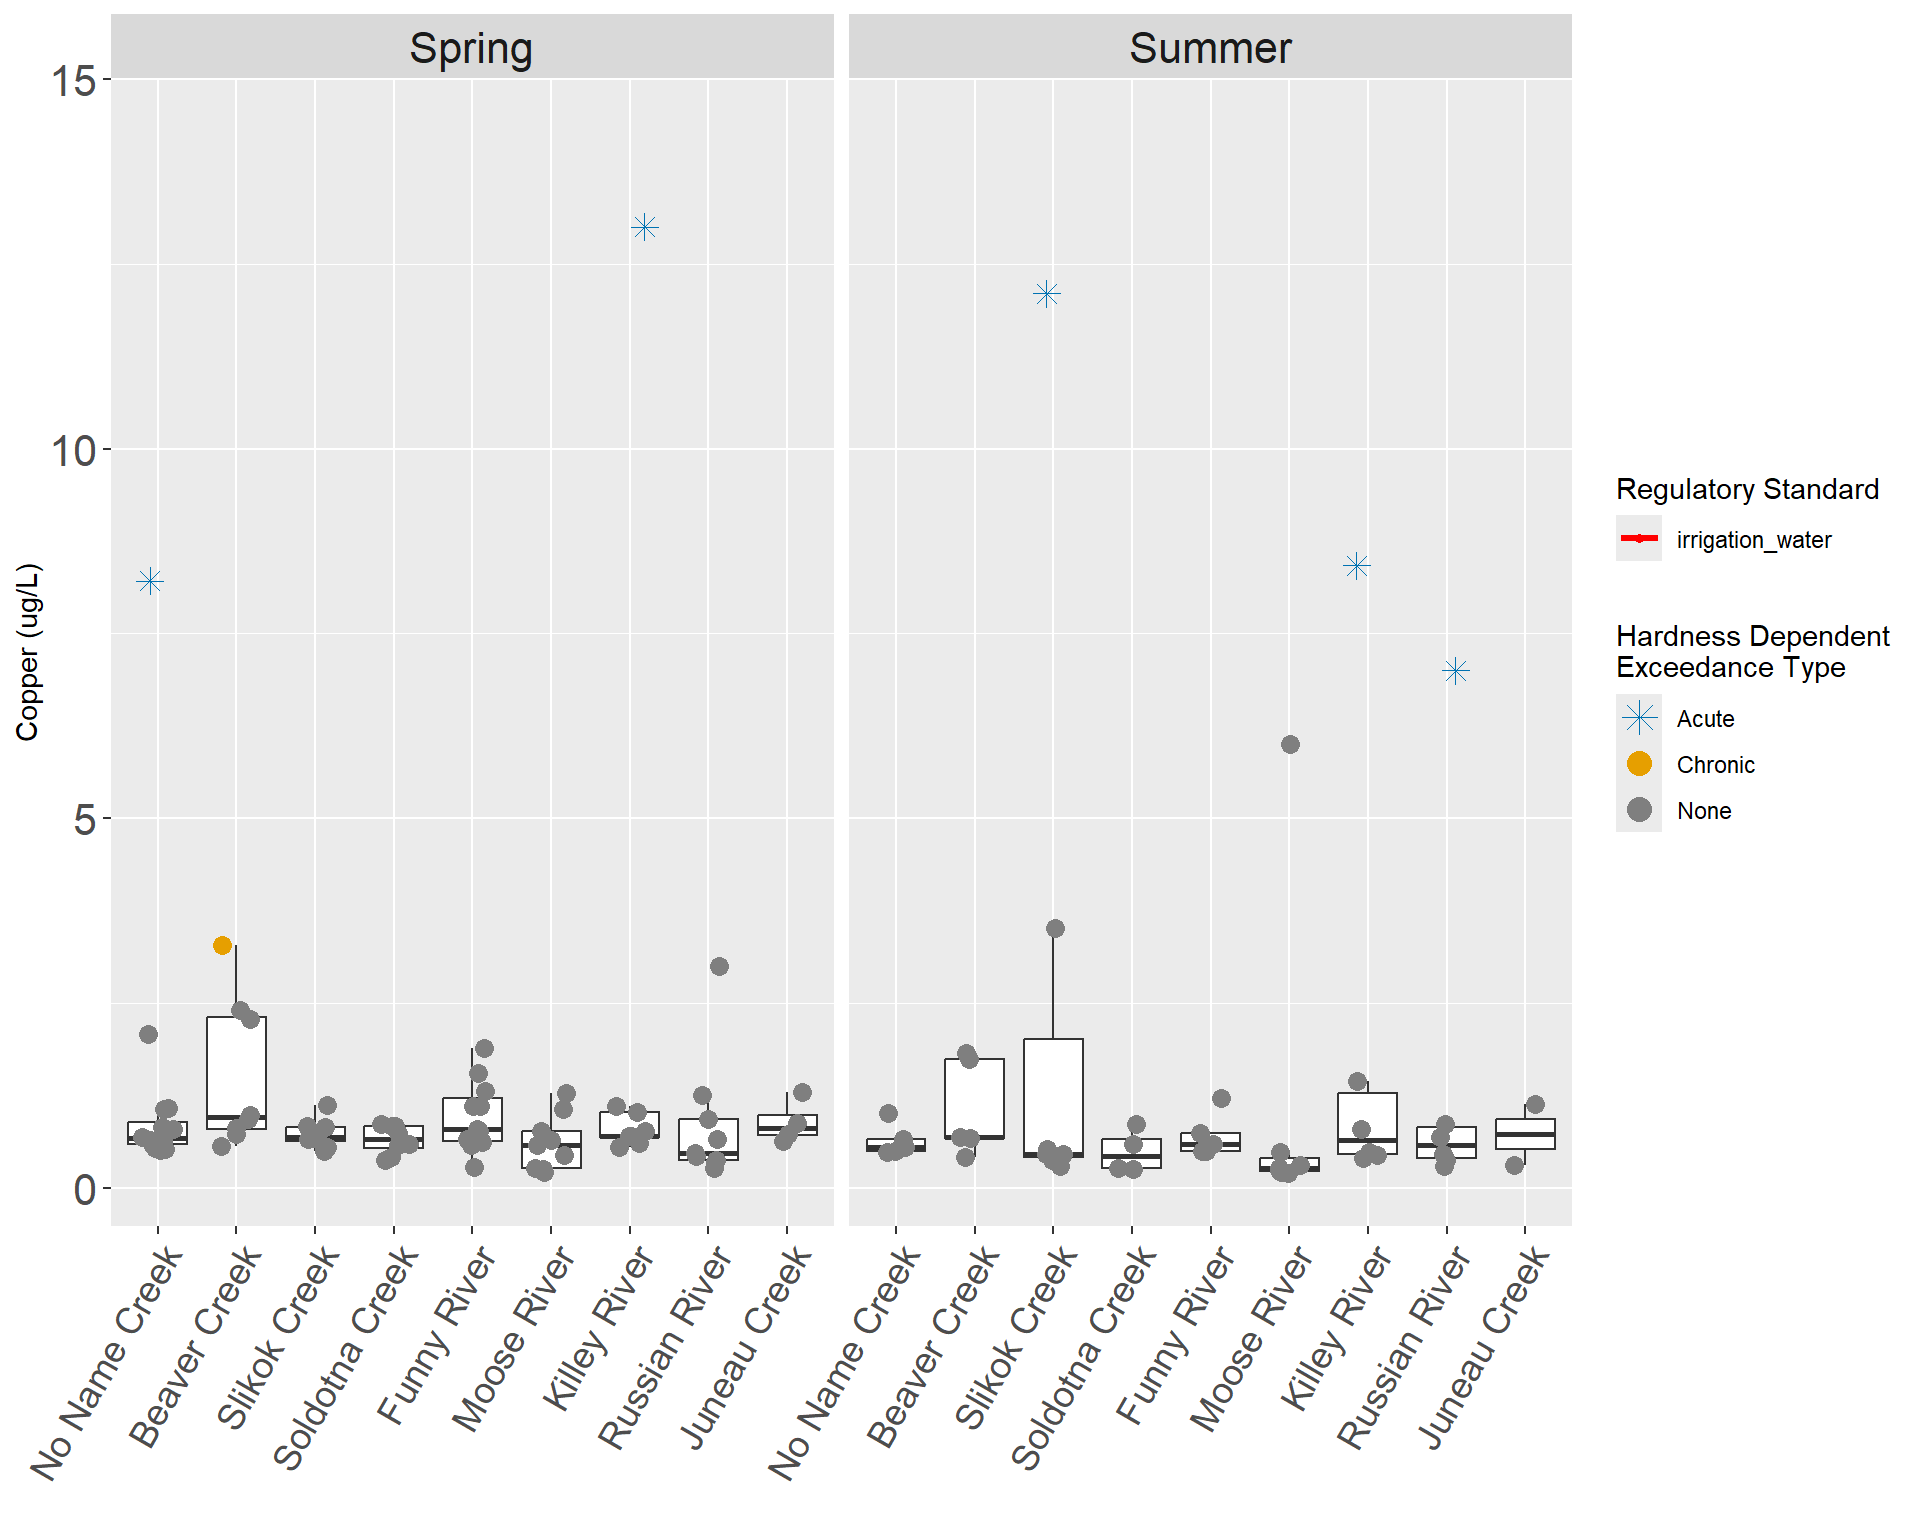 Spring
Summer
15
10
5
0
Copper (ug/L)
No Name Creek
Beaver Creek
Slikok Creek
Soldotna Creek
Funny River
Moose River
Killey River
Russian River
Juneau Creek
No Name Creek
Beaver Creek
Slikok Creek
Soldotna Creek
Funny River
Moose River
Killey River
Russian River
Juneau Creek
Regulatory Standard
irrigation_water
Hardness Dependent
Exceedance Type
Acute
Chronic
None